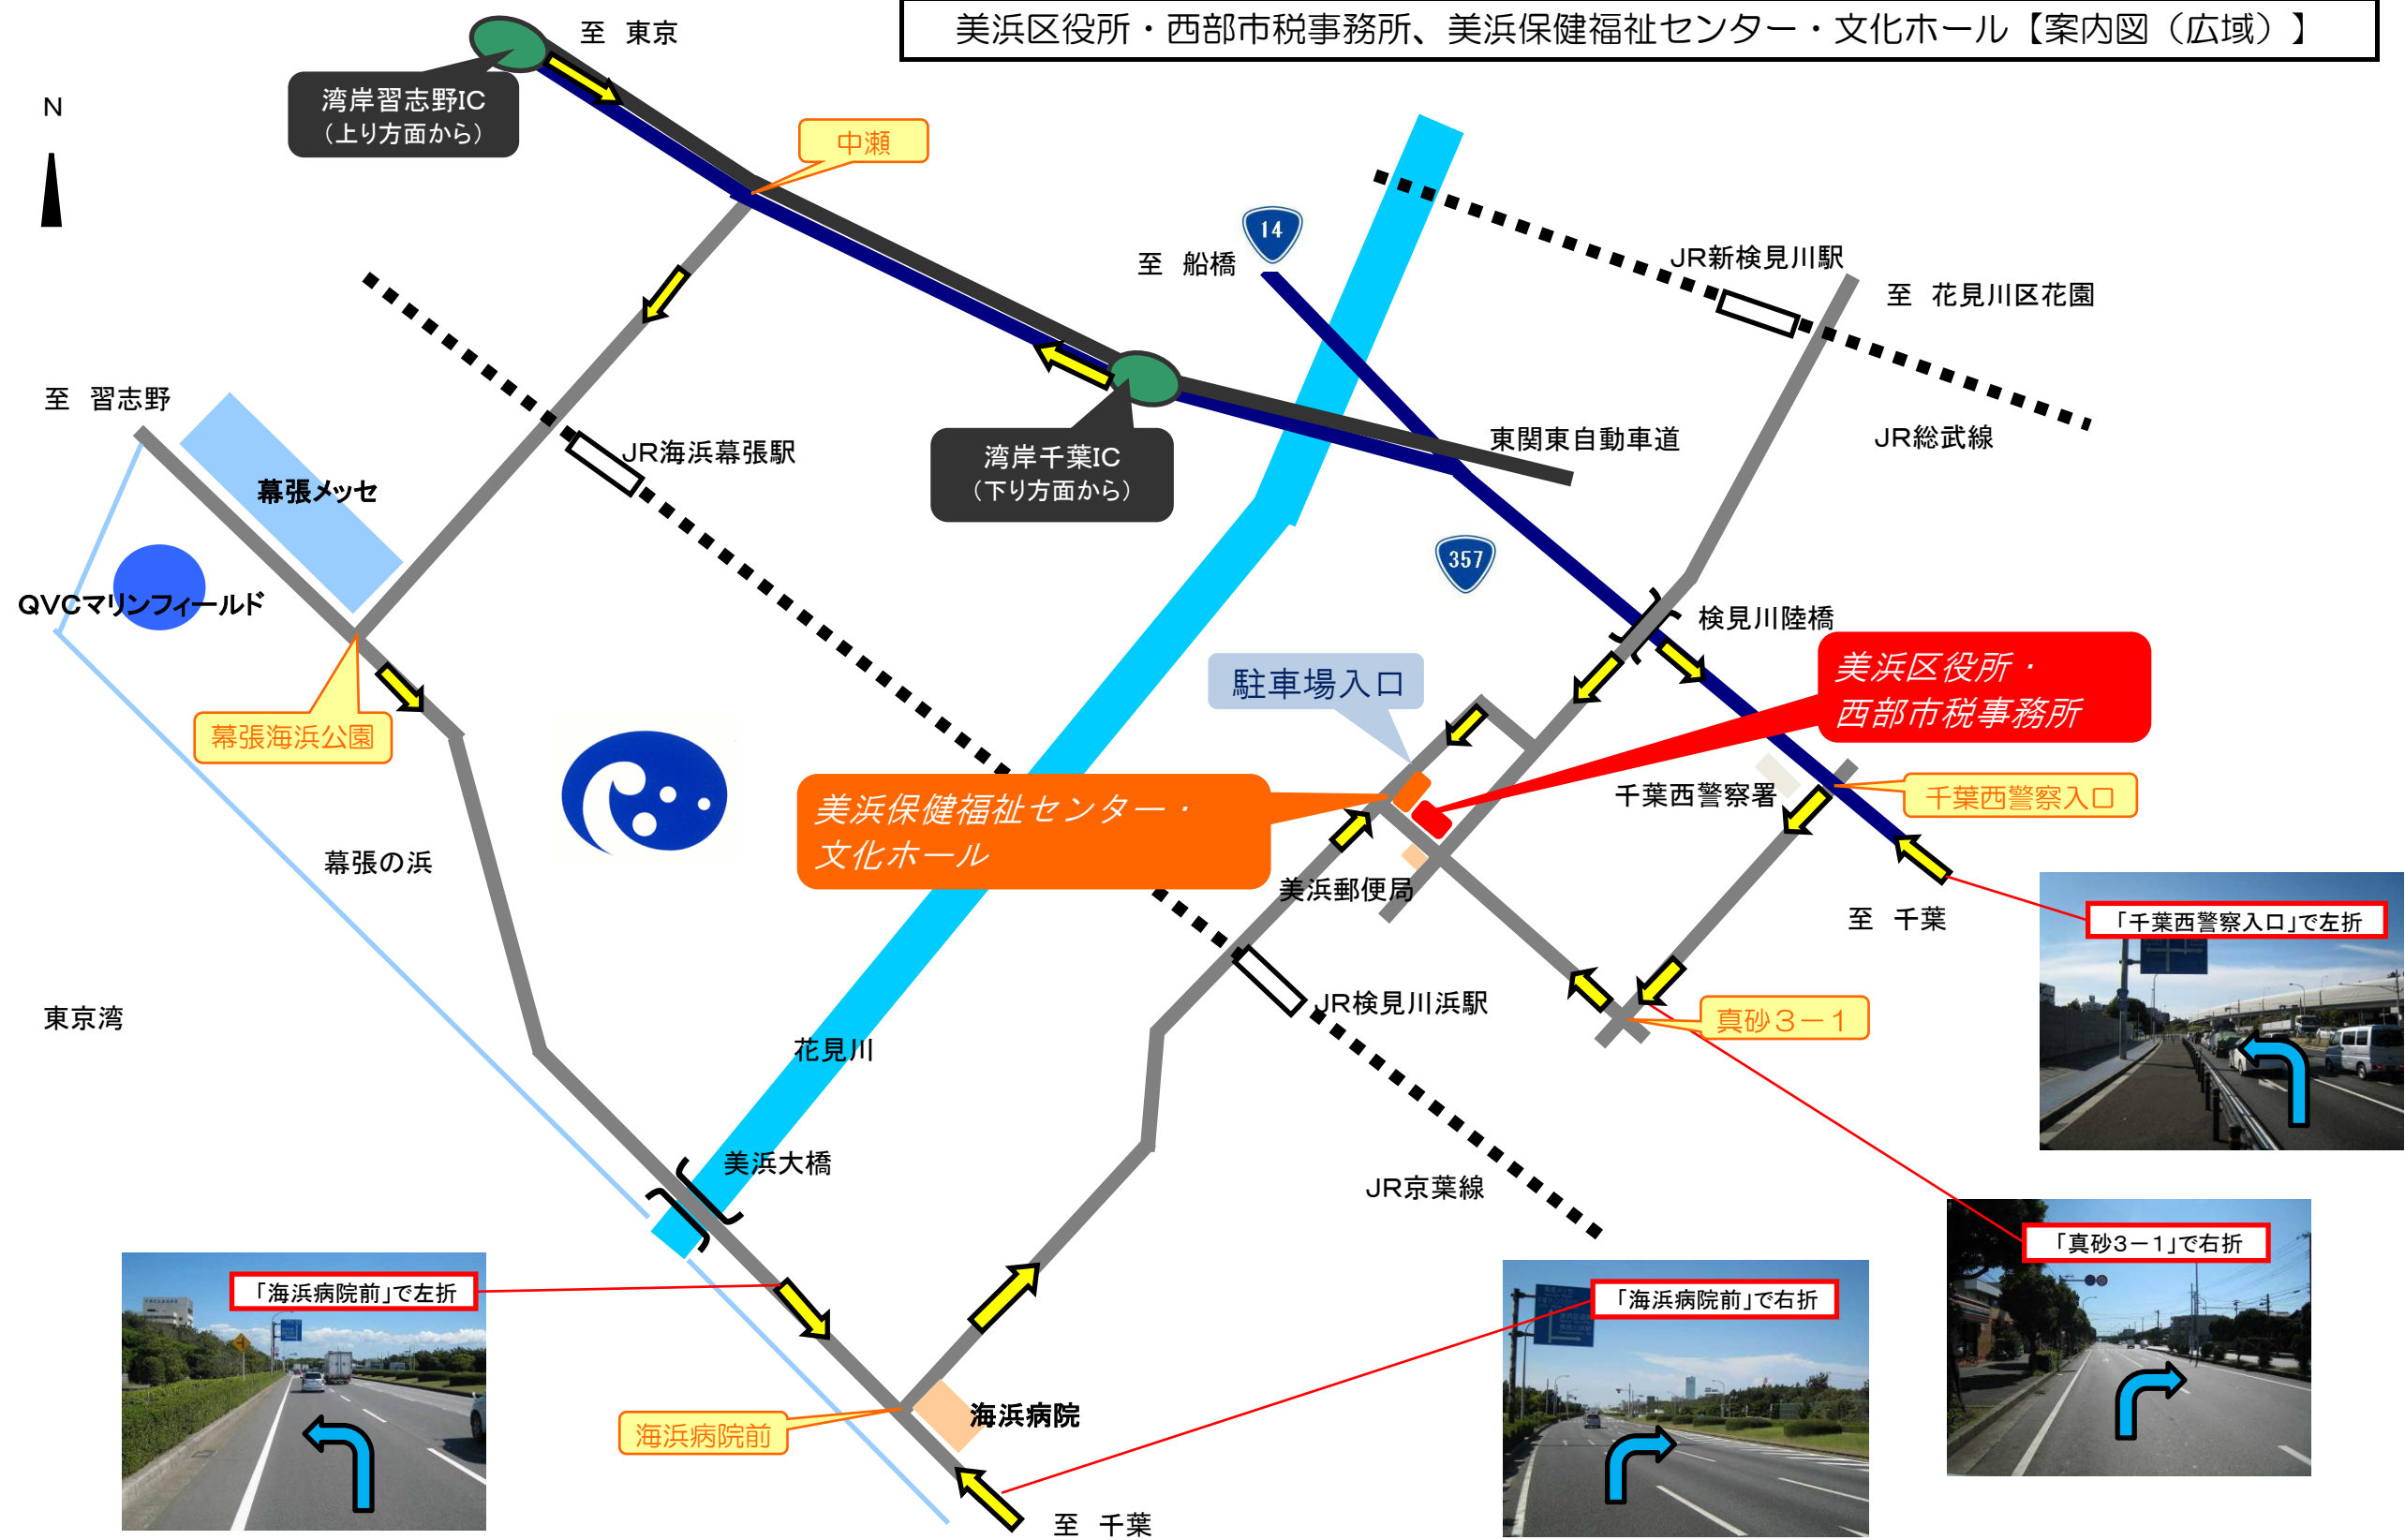 美浜区役所・西部市税事務所、美浜保健福祉センター・文化ホール【案内図（広域）】
至　東京
N
湾岸習志野IC
（上り方面から）
中瀬
14
至　船橋
JR新検見川駅
至　花見川区花園
至　習志野
JR海浜幕張駅
東関東自動車道
JR総武線
湾岸千葉IC
（下り方面から）
幕張メッセ
357
QVCマリンフィールド
検見川陸橋
駐車場入口
美浜区役所・
西部市税事務所
幕張海浜公園
千葉西警察署
千葉西警察入口
美浜保健福祉センター・
文化ホール
幕張の浜
美浜郵便局
至　千葉
「千葉西警察入口」で左折
東京湾
JR検見川浜駅
真砂３－１
花見川
美浜大橋
JR京葉線
「真砂３－１」で右折
「海浜病院前」で左折
「海浜病院前」で右折
海浜病院前
海浜病院
至　千葉